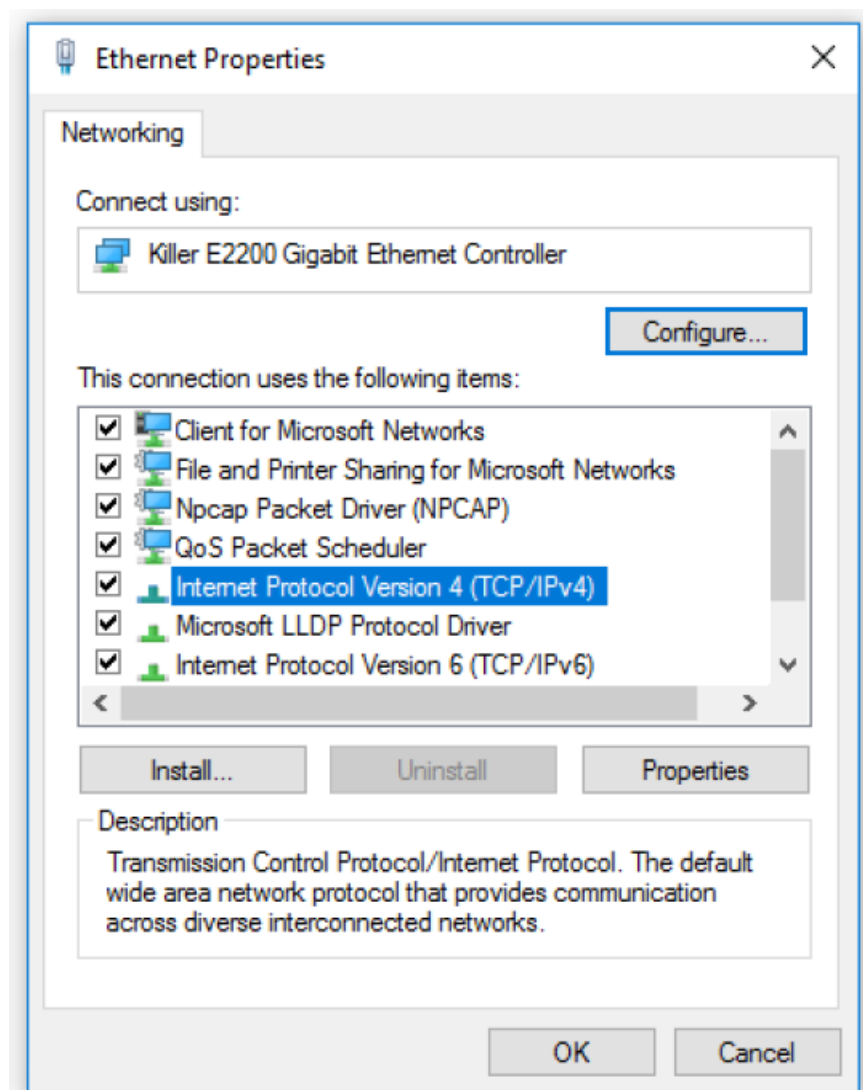 Ethernet Properties
Networking
Connect using:
Killer E2200 Gigabit Ethernet Controller
Configure...
This connection uses the following items:
Client for Microsoft Networks
File and Printer Sharing for Microsoft Networks
Npcap Packet Driver (NPCAP)
QoS Packet Scheduler
Internet Protocol Version 4 (TCP/IPv4)
Microsoft LLDP Protocol Driver
Internet Protocol Version 6 (TCP/IPv6)
Install...
Uninstall
Properties
Description
Transmission Control Protocol/Internet Protocol. The default
wide area network protocol that provides communication
across diverse interconnected networks.
OK
Cancel